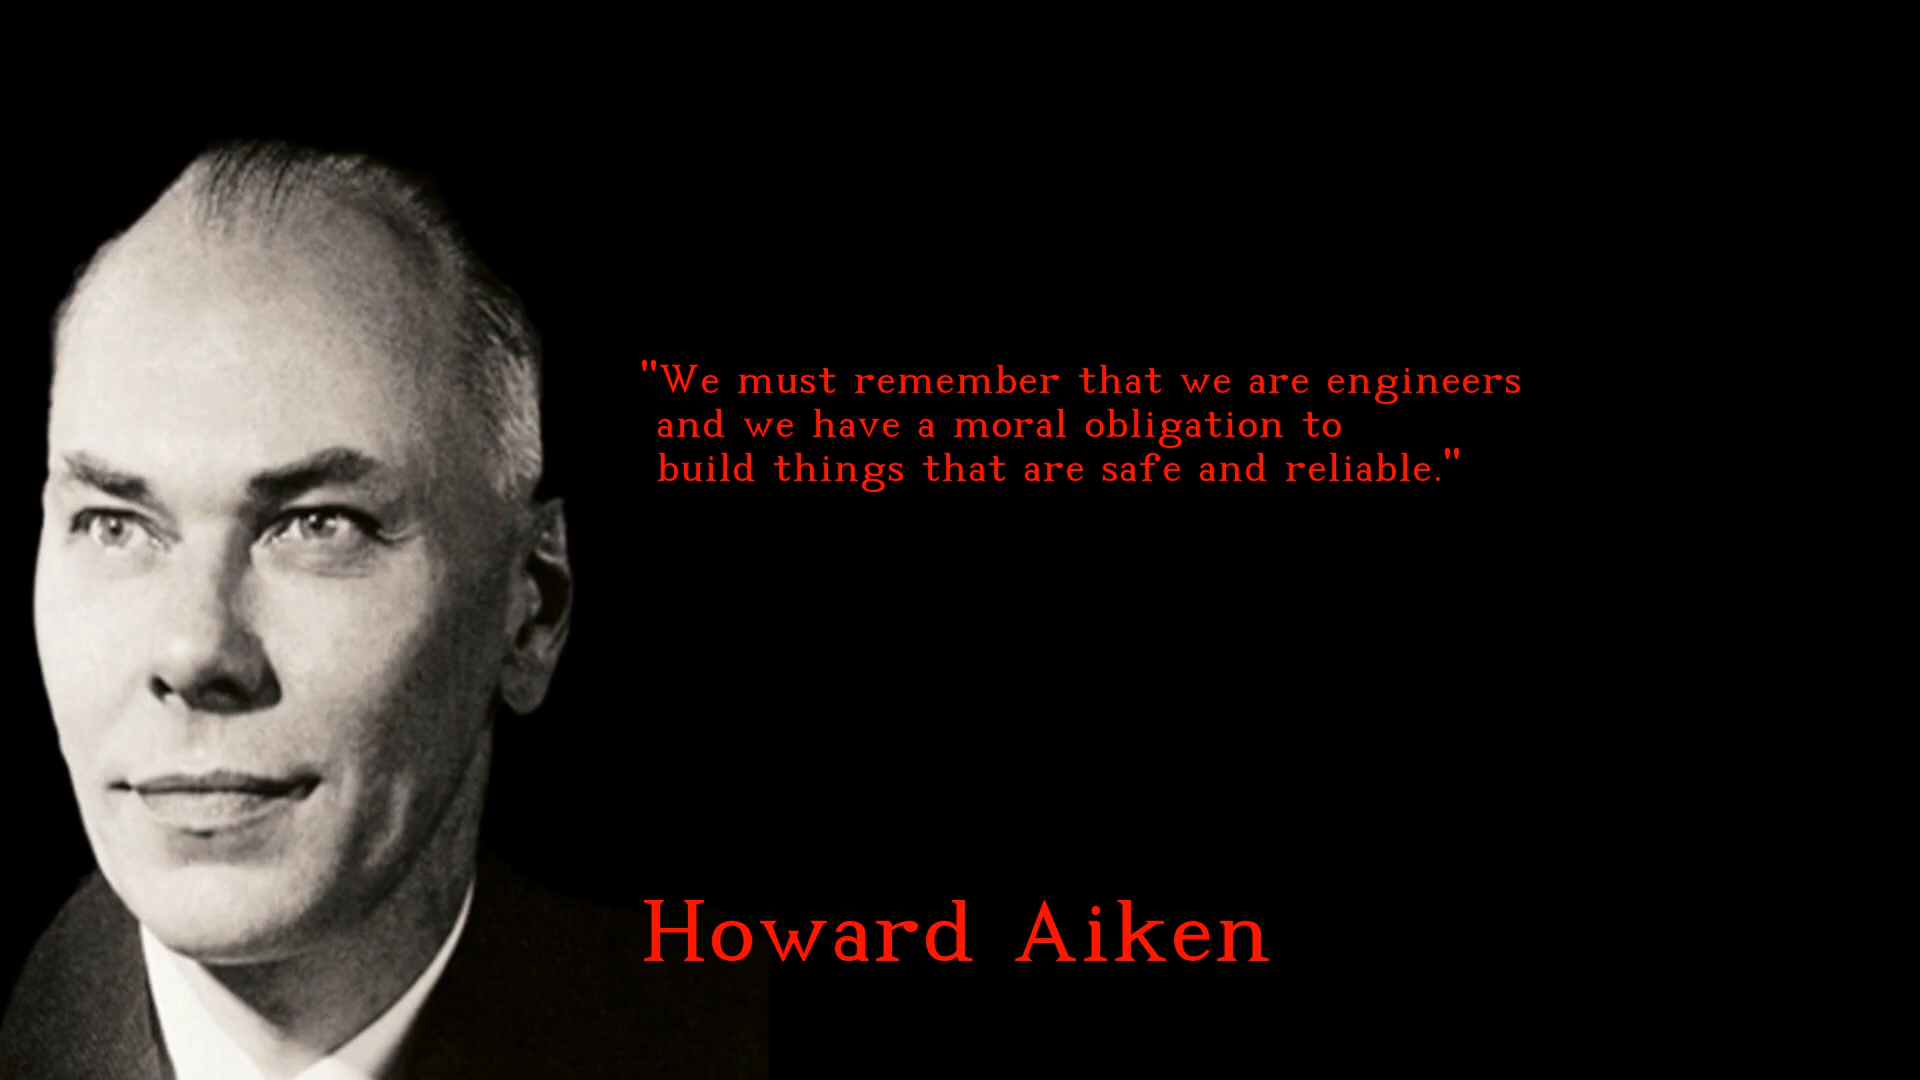 "We must remember that we are engineers
and we have a moral obligation to
build things that are safe and reliable."
Howard Aiken